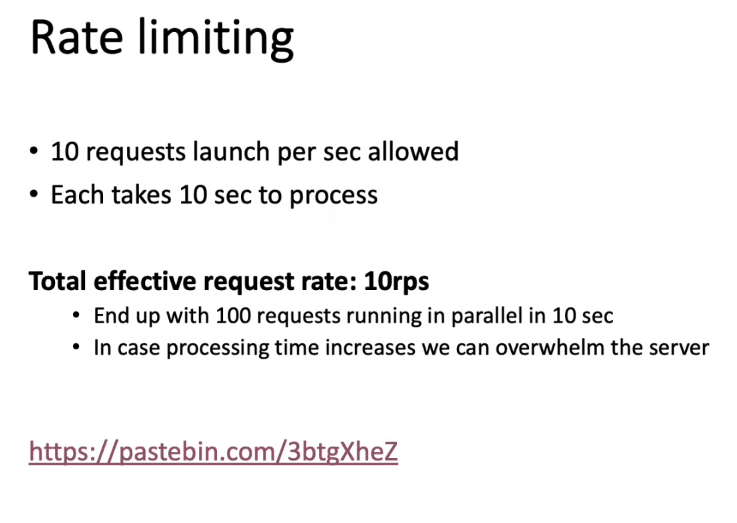 Rate limiting
• 10 requests launch per sec allowed
• Each takes 10 sec to process
Total effective request rate: 10rps
• End up with 100 requests running in parallel in 10 sec
• In case processing time increases we can overwhelm the server
https://pastebin.com/3btgXheZ